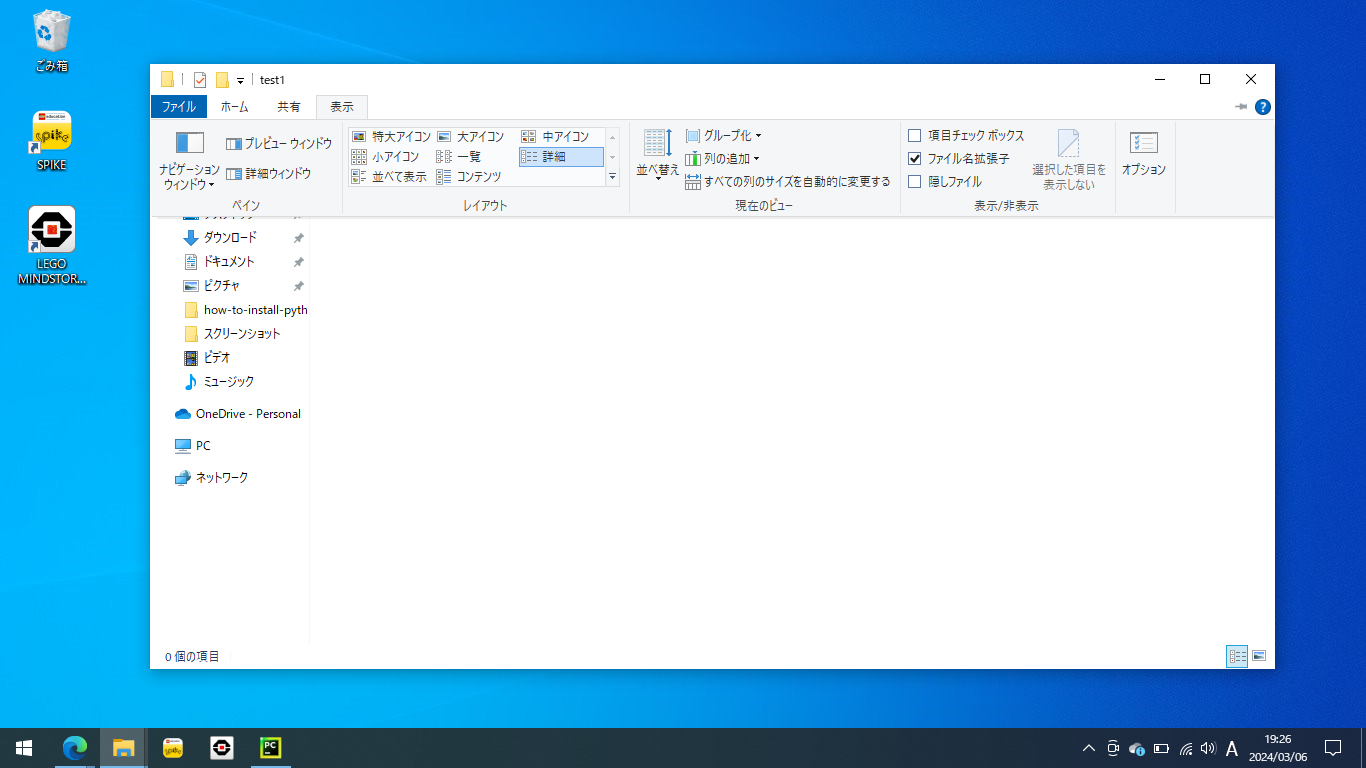 ごみ箱
spike
SPIKE
LEGO
MINDSTOR...
test1
ファイル ホーム 共有 表示
ナビゲーション
ウィンドウ
プレビュー ウィンドウ
詳細ウィンドウ
ペイン
特大アイコン 大アイコン 中アイコン
小アイコン 一覧 詳細
並べて表示 コンテンツ
レイアウト
並べ替え
グループ化
列の追加
すべての列のサイズを自動的に変更する
現在のビュー
項目チェック ボックス
ファイル名拡張子
隠しファイル
選択した項目を
表示しない
表示/非表示
オプション
ダウンロード
ドキュメント
ピクチャ
how-to-install-pyth
スクリーンショット
ビデオ
ミュージック
OneDrive - Personal
PC
ネットワーク
0 個の項目
spike
PC
A
19:26
2024/03/06